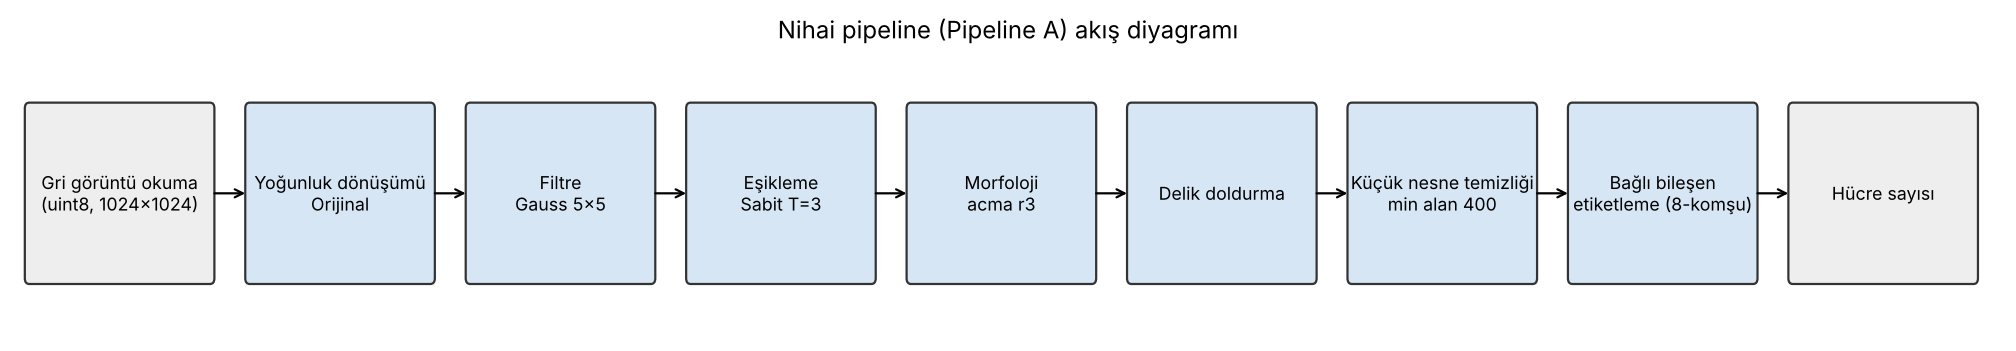 Nihai pipeline (Pipeline A) akış diyagramı
Gri görüntü okuma
(uint8, 1024×1024)
Yoğunluk dönüşümü
Orijinal
Filtre
Gauss 5×5
Eşikleme
Sabit T=3
Morfoloji
acma r3
Delik doldurma
Küçük nesne temizliği
min alan 400
Bağlı bileşen
etiketleme (8-komşu)
Hücre sayısı